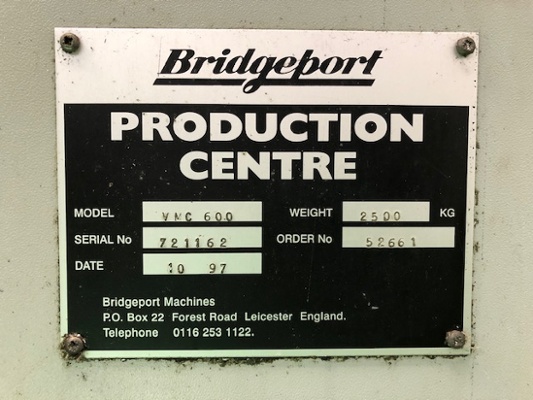 Bridgeport
PRODUCTION
CENTRE
MODEL VMC 600 WEIGHT 2500 KG
SERIAL No 721162 ORDER No 52661
DATE 10 97
Bridgeport Machines
P.O. Box 22 Forest Road Leicester England.
Telephone 0116 253 1122.